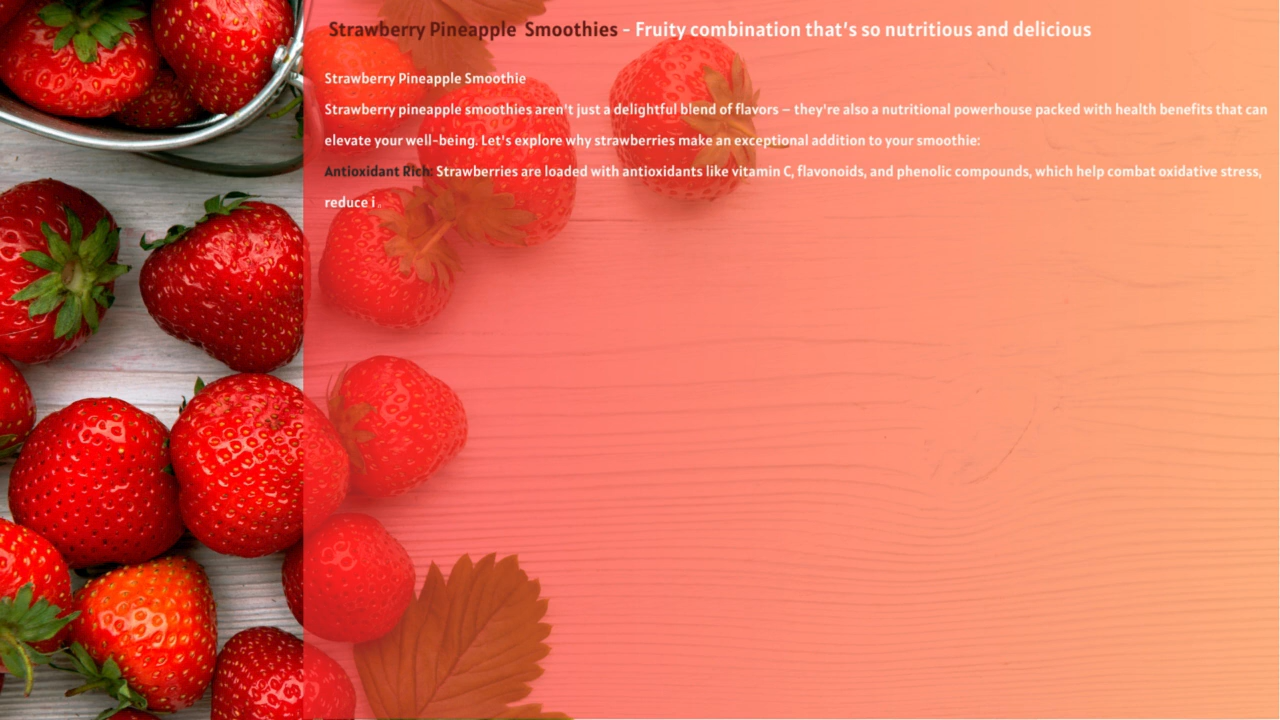 Strawberry Pineapple Smoothies - Fruity combination that's so nutritious and delicious
Strawberry Pineapple Smoothie
Strawberry pineapple smoothies aren't just a delightful blend of flavors – they're also a nutritional powerhouse packed with health benefits that can
elevate your well-being. Let's explore why strawberries make an exceptional addition to your smoothie:
Antioxidant Rich: Strawberries are loaded with antioxidants like vitamin C, flavonoids, and phenolic compounds, which help combat oxidative stress,
reduce i